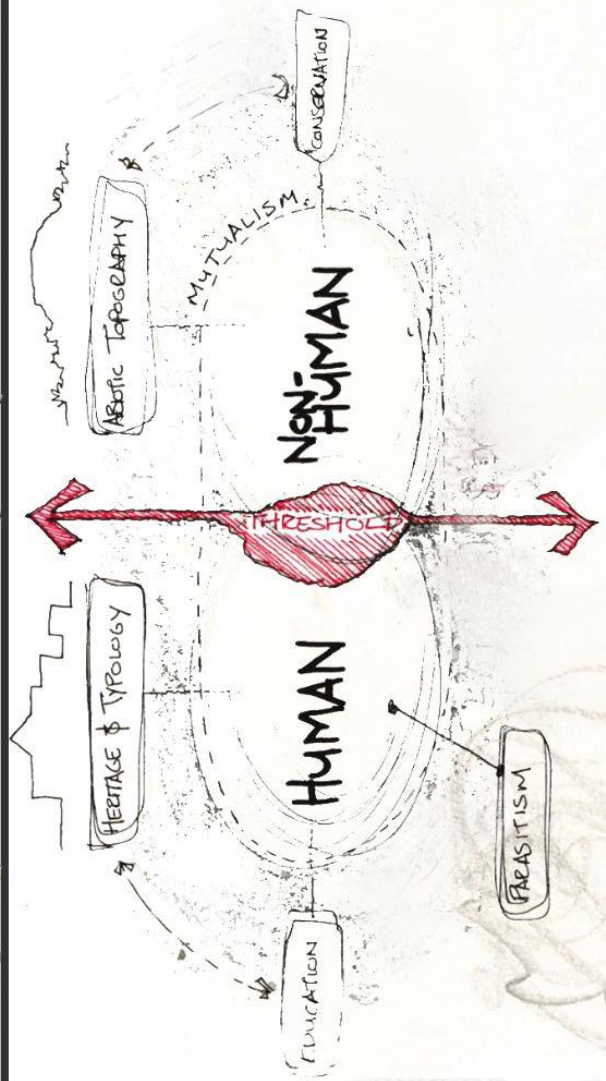 HERITAGE & TYPOLOGY
ABIOTIC TOPOGRAPHY
MUTUALISM
EDUCATION
HUMAN
THRESHOLD
NON-
HUMAN
CONSERVATION
PARASITISM